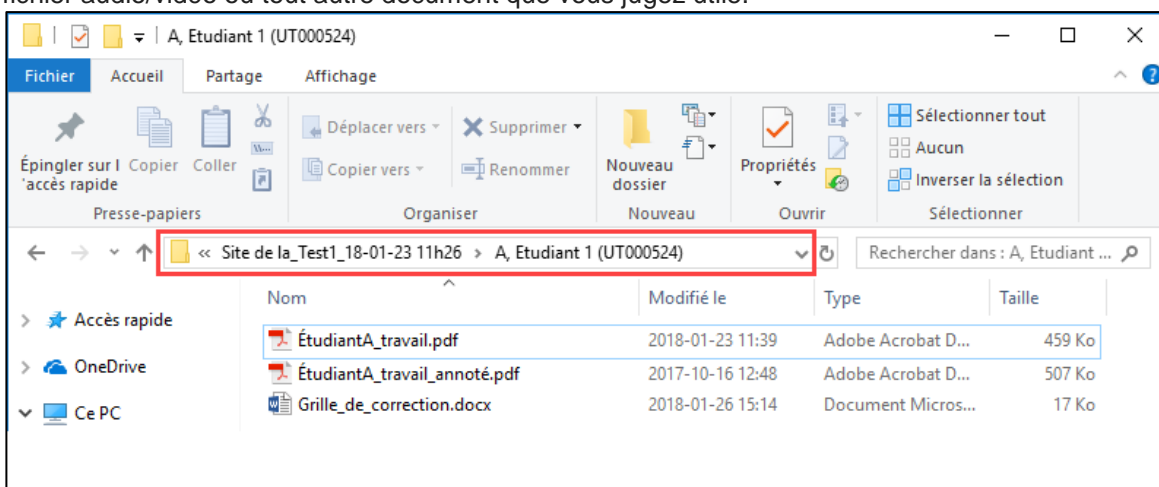 fichier audio/vidéo ou tout autre document que vous jugez utile.
A, Etudiant 1 (UT000524)
Fichier Accueil Partage Affichage
Épingler sur l 'accès rapide
Copier
Coller
Déplacer vers
Copier vers
Supprimer
Renommer
Nouveau dossier
Propriétés
Sélectionner tout
Aucun
Inverser la sélection
Presse-papiers Organiser Nouveau Ouvrir Sélectionner
« Site de la_Test1_18-01-23 11h26 > A, Etudiant 1 (UT000524)
Rechercher dans : A, Etudiant ...
Nom Modifié le Type Taille
Accès rapide
OneDrive
Ce PC
ÉtudiantA_travail.pdf 2018-01-23 11:39 Adobe Acrobat D... 459 Ko
ÉtudiantA_travail_annoté.pdf 2017-10-16 12:48 Adobe Acrobat D... 507 Ko
Grille_de_correction.docx 2018-01-26 15:14 Document Micros... 17 Ko